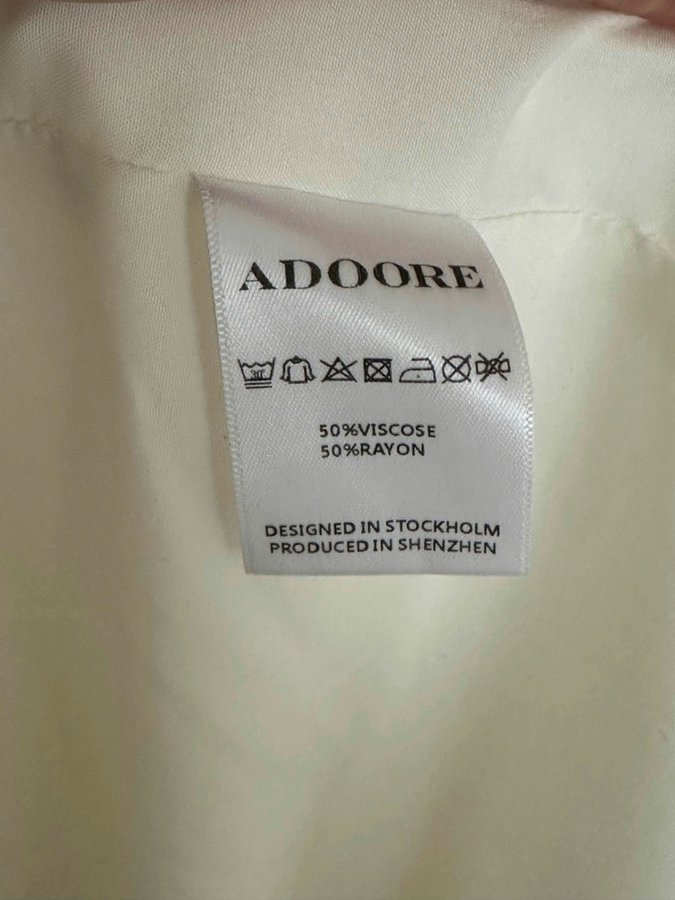 ADOORE
30°
50%VISCOSE
50%RAYON
DESIGNED IN STOCKHOLM
PRODUCED IN SHENZHEN